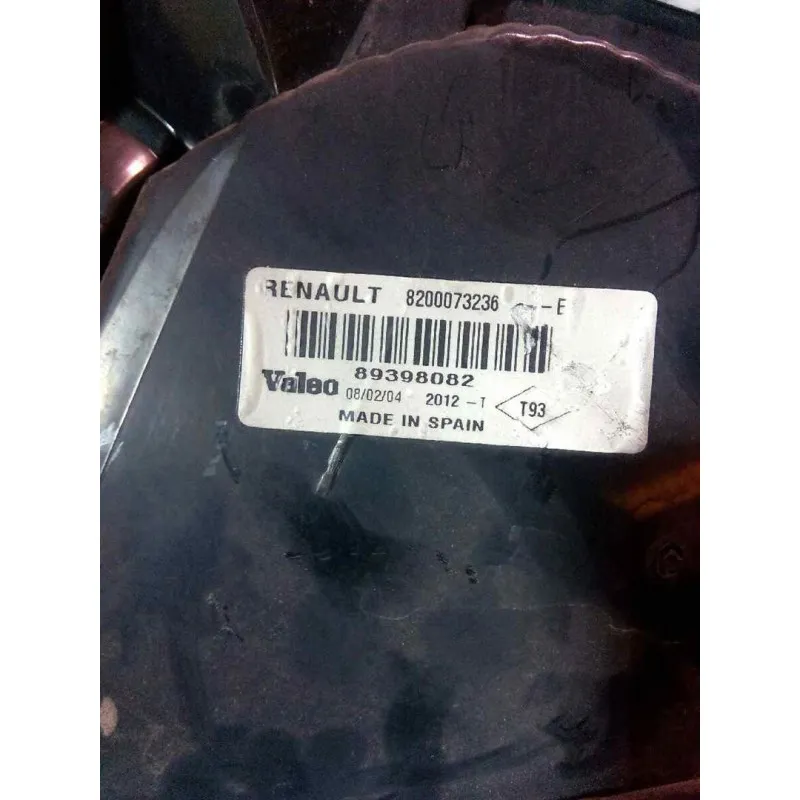 RENAULT 8200073236 ---E
89398082
Valeo 08/02/04 2012 -T T93
MADE IN SPAIN